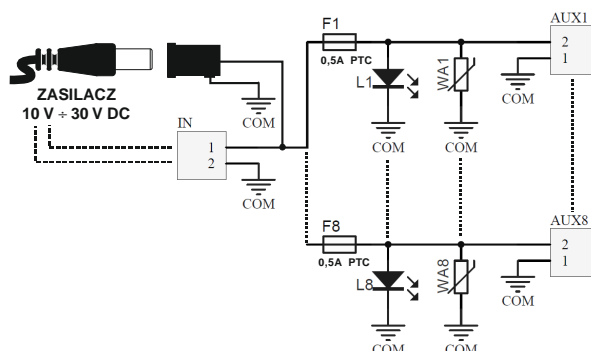 F1
AUX1
0,5A PTC
2
1
L1
WA1
COM
ZASILACZ
10 V ÷ 30 V DC
COM
IN
COM
COM
1
2
COM
F8
AUX8
0,5A PTC
2
1
L8
WA8
COM
COM
COM